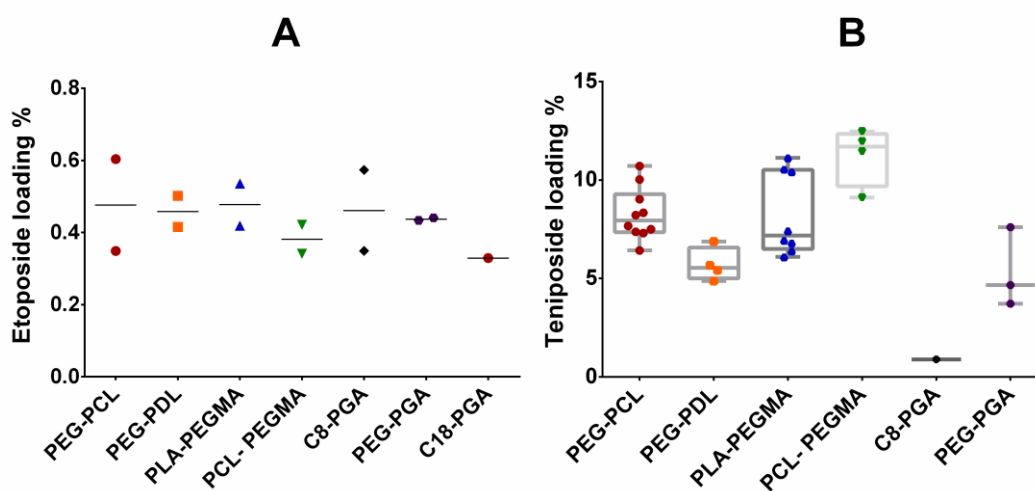 A
B
Etoposide loading %
0.8
0.6
0.4
0.2
0.0
PEG-PCL
PEG-PDL
PLA-PEGMA
PCL- PEGMA
C8-PGA
PEG-PGA
C18-PGA
Teniposide loading %
15
10
5
0
PEG-PCL
PEG-PDL
PLA-PEGMA
PCL- PEGMA
C8-PGA
PEG-PGA